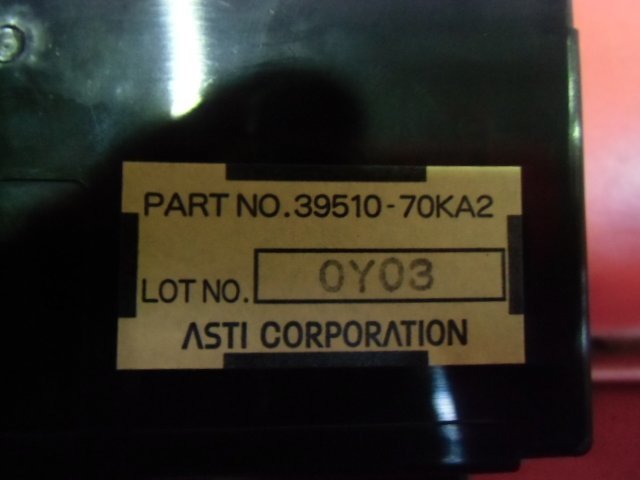 PART NO.39510-70KA2
LOT NO. 0Y03
ASTI CORPORATION